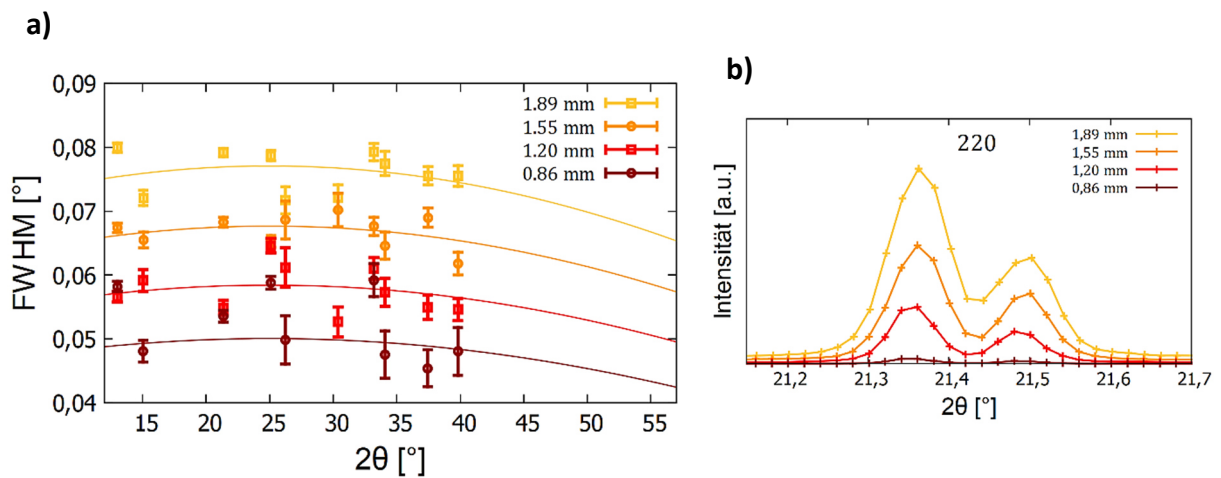 a)
0,09
0,08
0,07
0,06
0,05
0,04
FWHM [°]
1.89 mm
1.55 mm
1.20 mm
0.86 mm
15 20 25 30 35 40 45 50 55
2θ [°]
b)
220
1,89 mm
1,55 mm
1,20 mm
0,86 mm
Intensität [a.u.]
21,2 21,3 21,4 21,5 21,6 21,7
2θ [°]